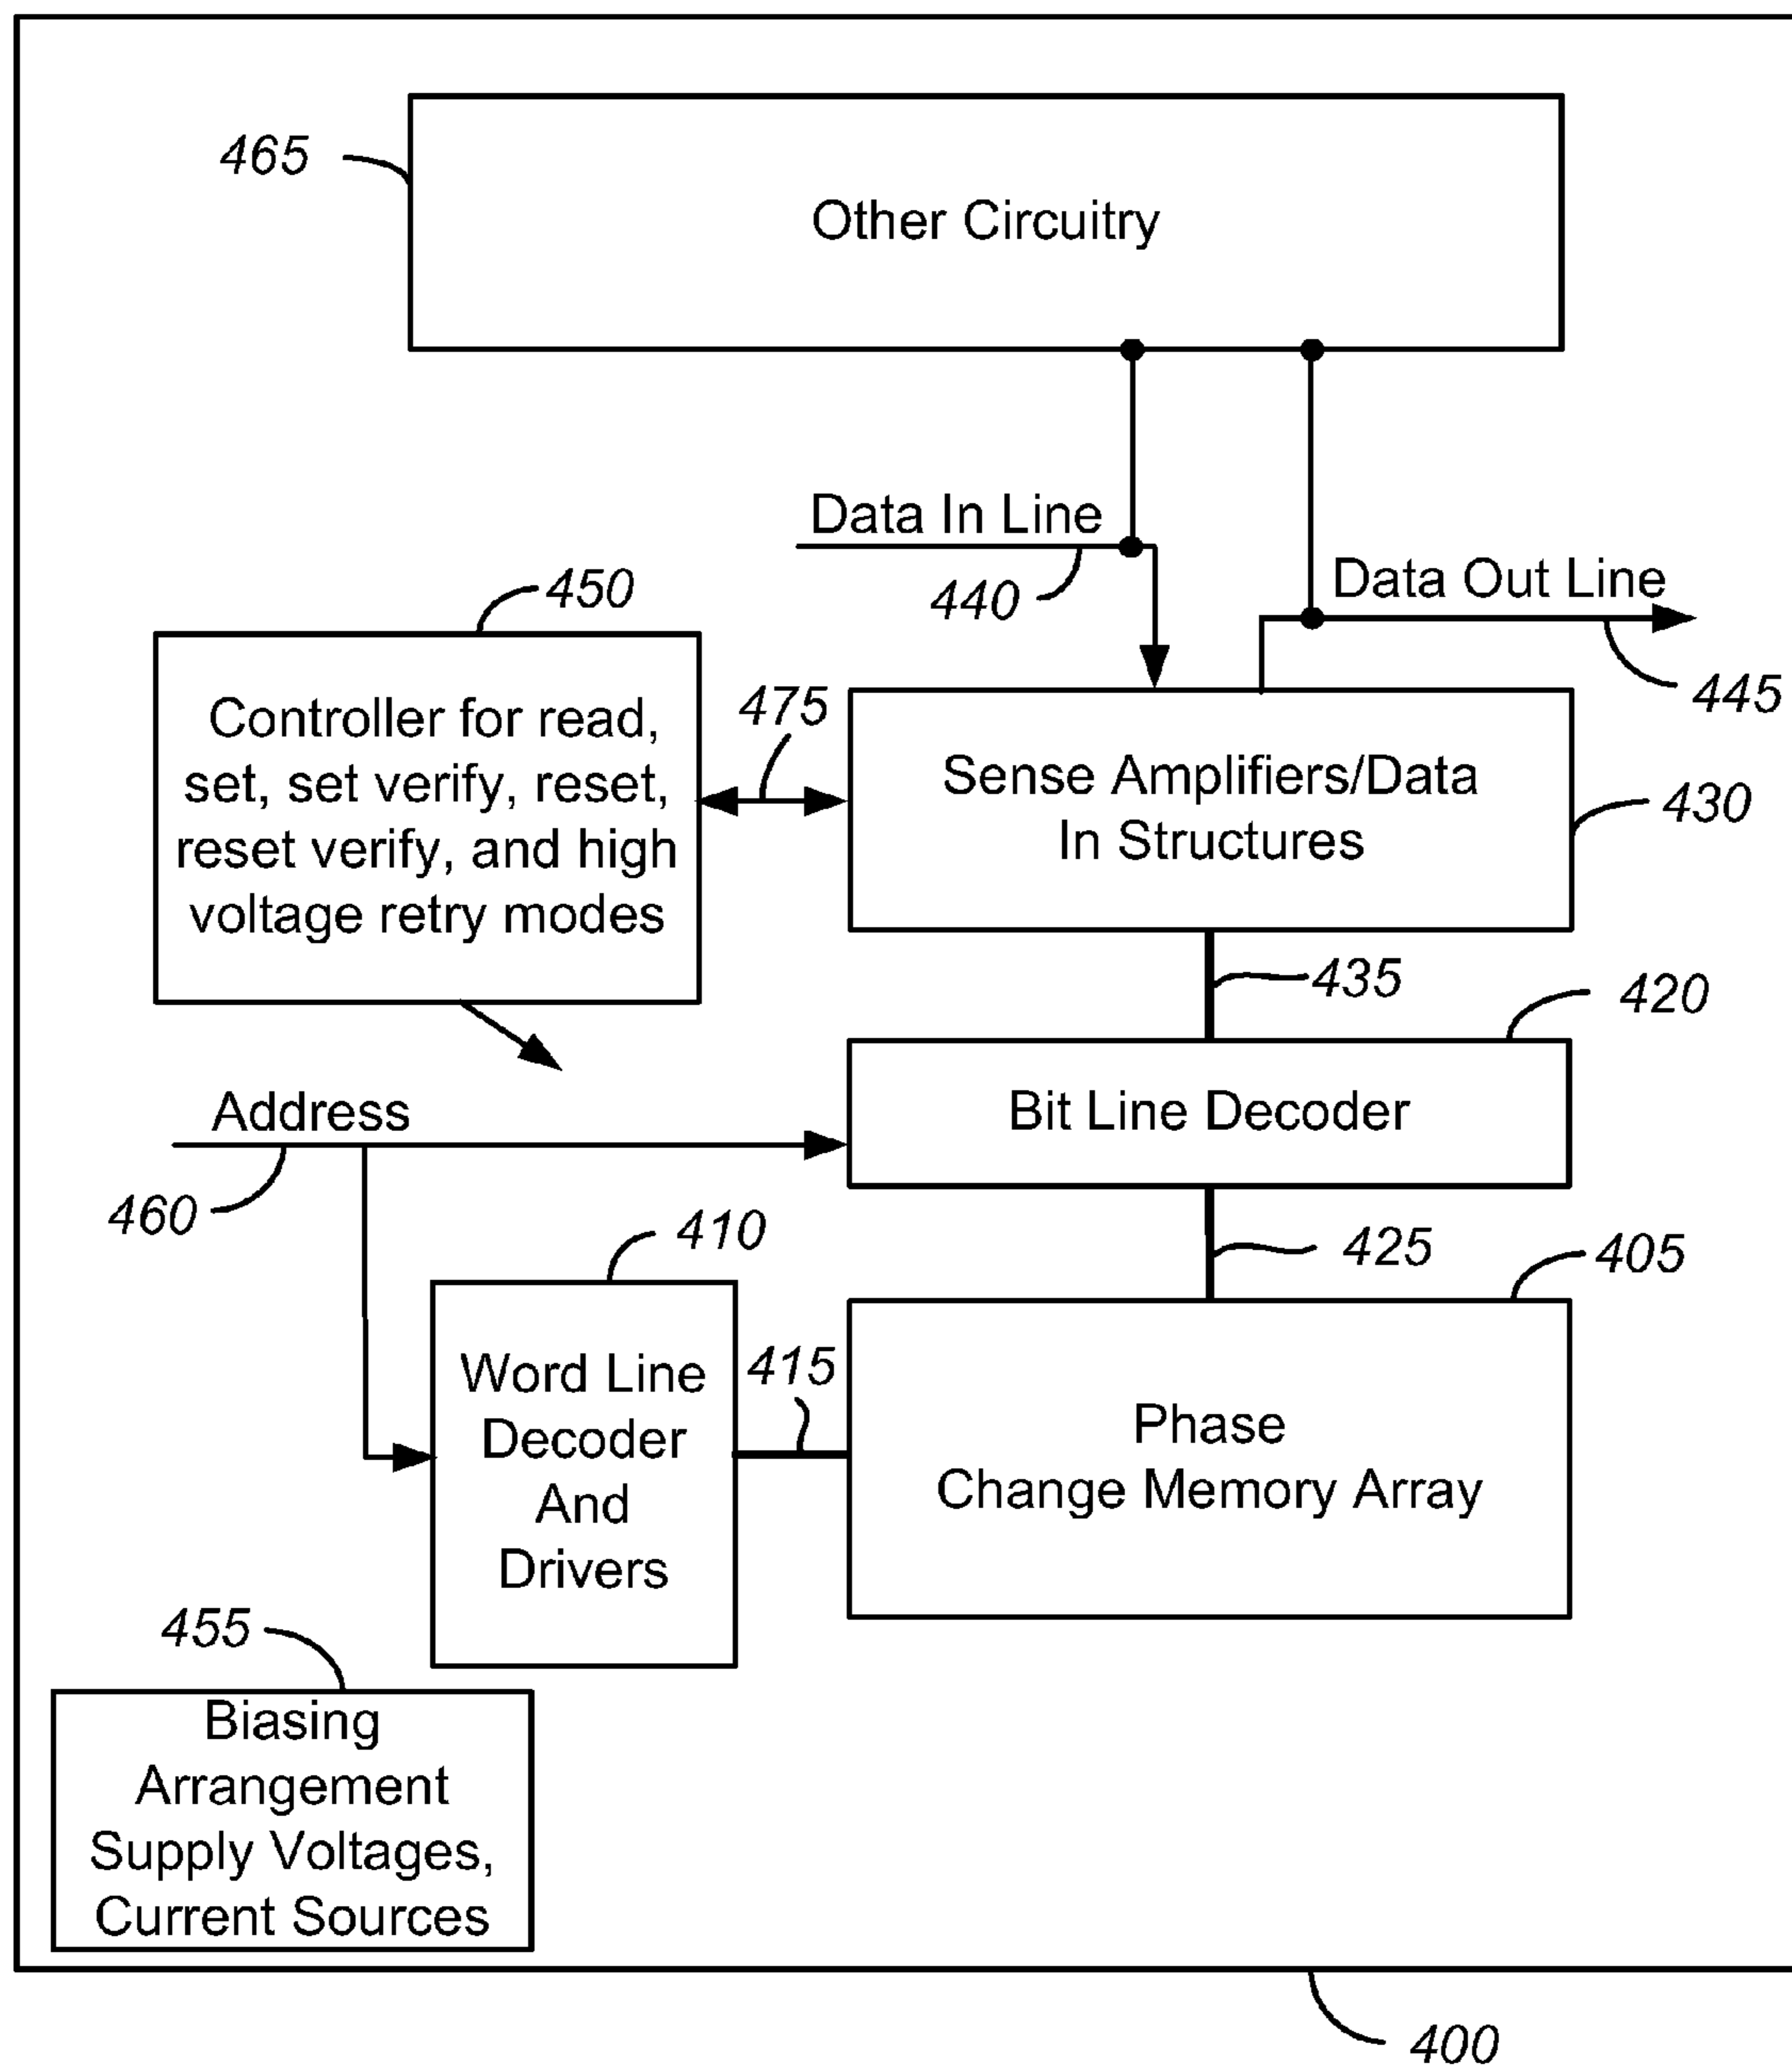 465
Other Circuitry
Data In Line
440
Data Out Line
445
450
Controller for read,
set, set verify, reset,
reset verify, and high
voltage retry modes
475
Sense Amplifiers/Data
In Structures
430
435
420
Address
Bit Line Decoder
460
410
425
405
Word Line
Decoder
And
Drivers
415
Phase
Change Memory Array
455
Biasing
Arrangement
Supply Voltages,
Current Sources
400